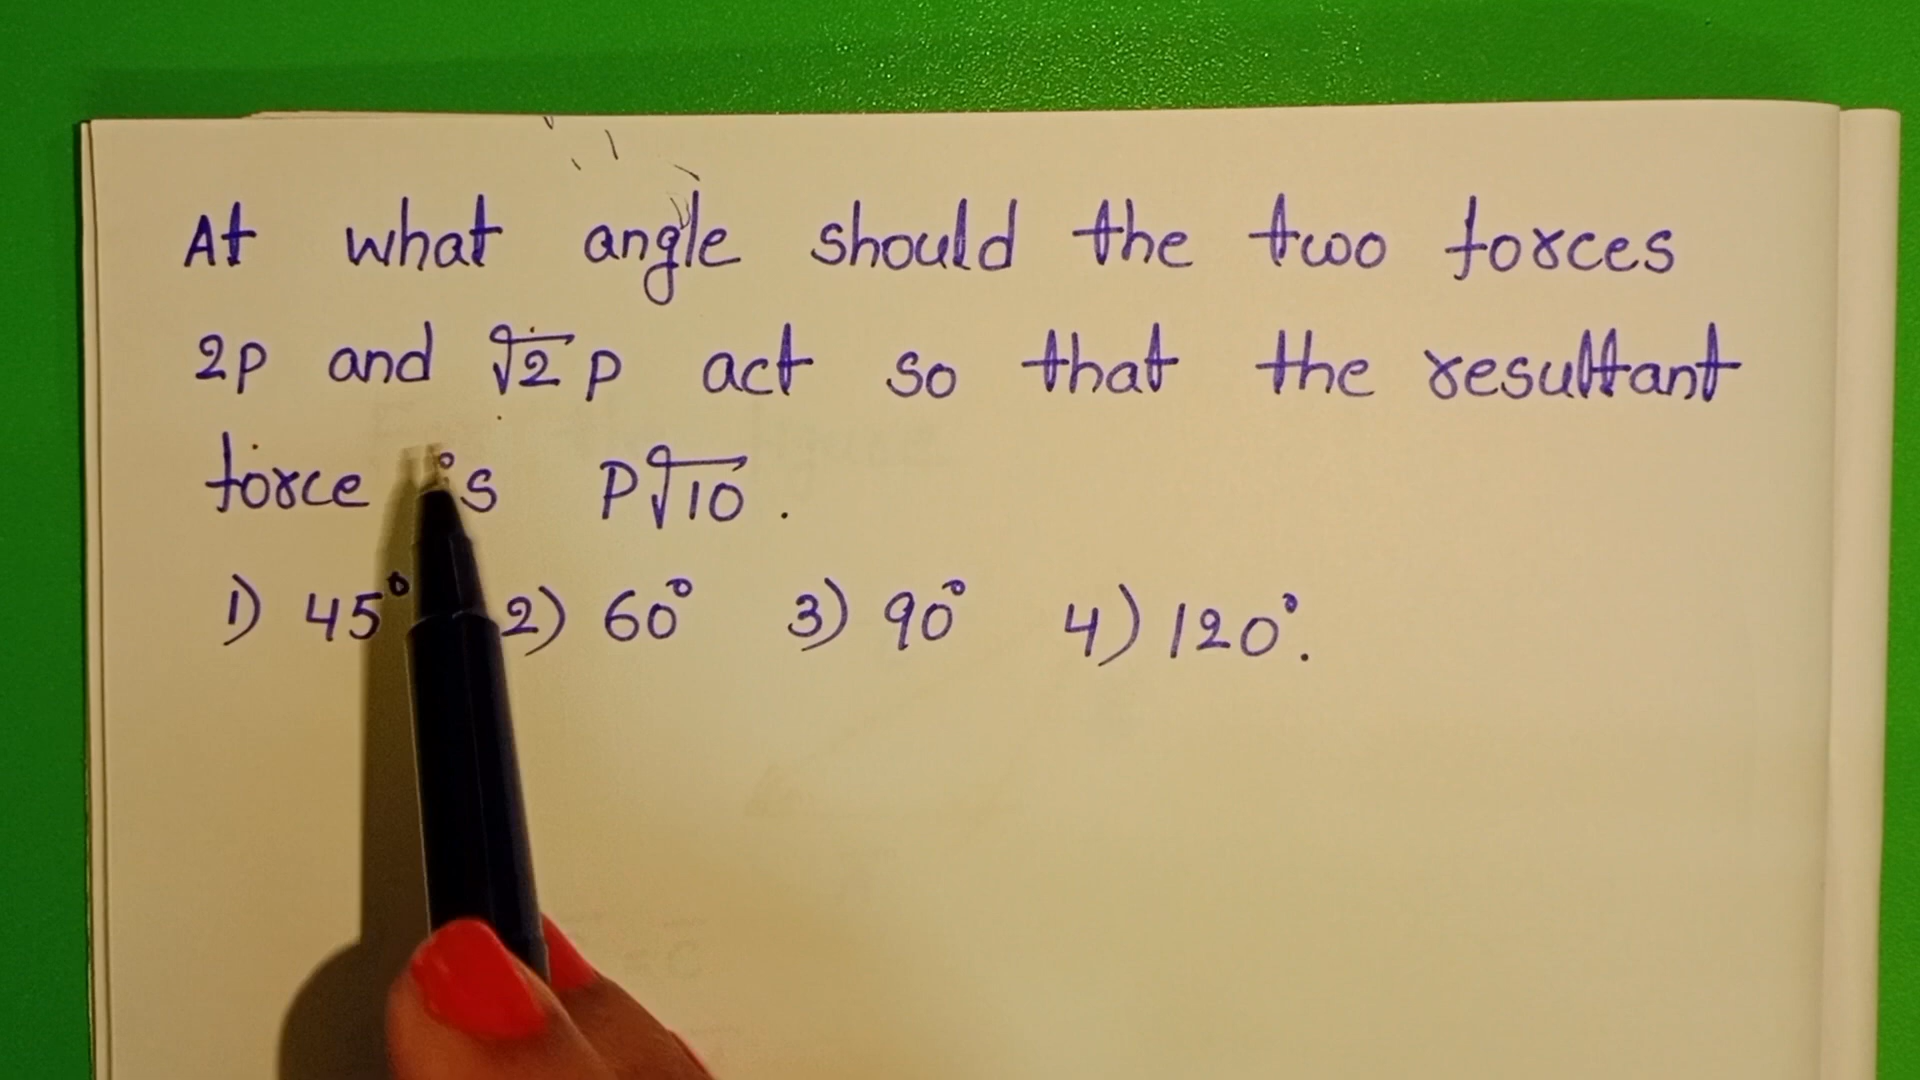 At what angle should the two forces
2p and √2 p act so that the resultant
force is P√10 .
1) 45° 2) 60° 3) 90° 4) 120°.